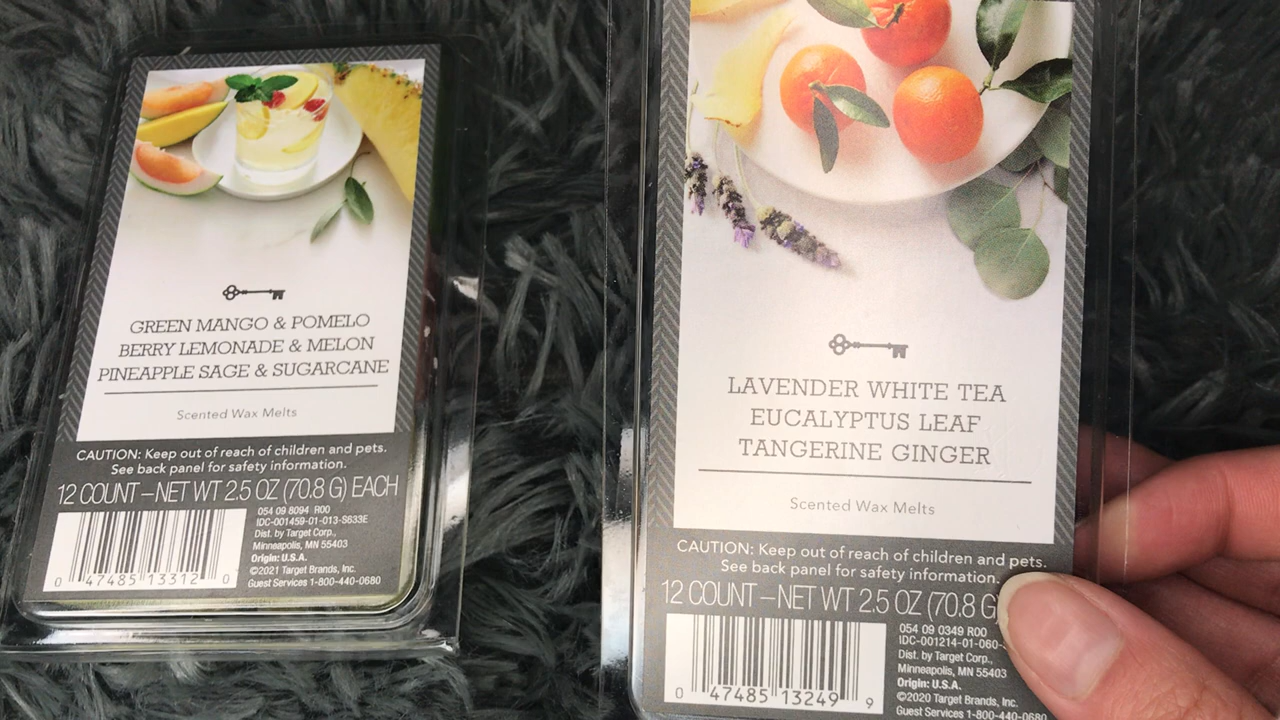 GREEN MANGO & POMELO
BERRY LEMONADE & MELON
PINEAPPLE SAGE & SUGARCANE
Scented Wax Melts
CAUTION: Keep out of reach of children and pets.
See back panel for safety information.
12 COUNT–NET WT 2.5 OZ (70.8 G) EACH
054 09 8094 R00
IDC-001459-01-013-S633E
Dist. by Target Corp.,
Minneapolis, MN 55403
Origin: U.S.A.
©2021 Target Brands, Inc.
Guest Services 1-800-440-0680
0 47485 13312 0
LAVENDER WHITE TEA
EUCALYPTUS LEAF
TANGERINE GINGER
Scented Wax Melts
CAUTION: Keep out of reach of children and pets.
See back panel for safety information.
12 COUNT–NET WT 2.5 OZ (70.8 G)
054 09 0349 R00
IDC-001214-01-060-
Dist. by Target Corp.,
Minneapolis, MN 55403
Origin: U.S.A.
©2020 Target Brands, Inc.
Guest Services 1-800-440-0680
0 47485 13249 9